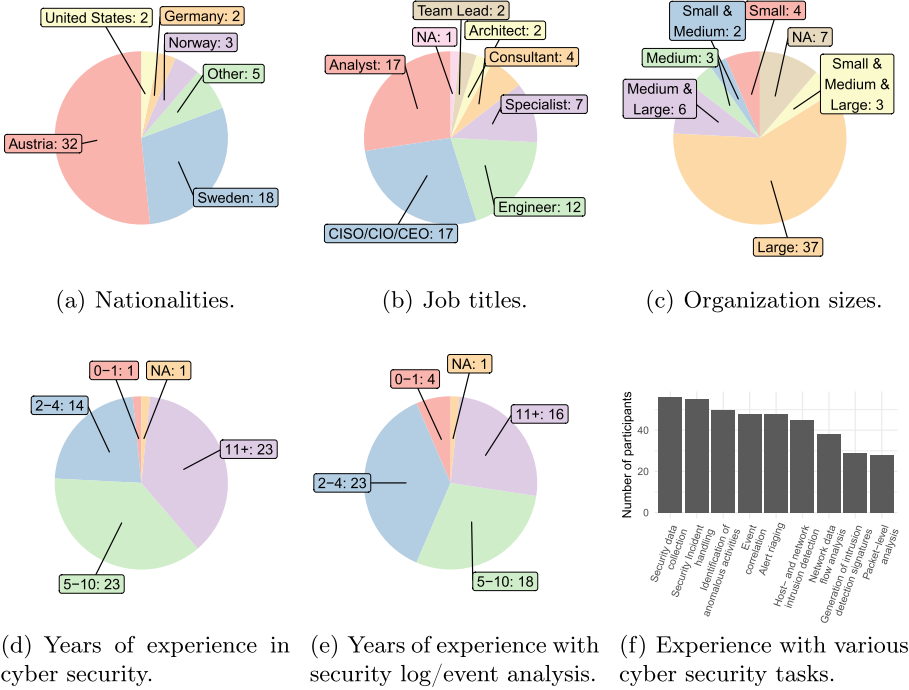 United States: 2
Germany: 2
Norway: 3
Other: 5
Austria: 32
Sweden: 18
(a) Nationalities.
Team Lead: 2
Architect: 2
NA: 1
Consultant: 4
Analyst: 17
Specialist: 7
Engineer: 12
CISO/CIO/CEO: 17
(b) Job titles.
Small &
Medium: 2
Small: 4
NA: 7
Medium: 3
Small &
Medium &
Large: 3
Medium &
Large: 6
Large: 37
(c) Organization sizes.
0−1: 1
NA: 1
2−4: 14
11+: 23
5−10: 23
(d) Years of experience in
cyber security.
NA: 1
0−1: 4
11+: 16
2−4: 23
5−10: 18
(e) Years of experience with
security log/event analysis.
Number of participants
40
20
0
Security data
collection
Security Incident
handling
Identification of
anomalous activities
Event
correlation
Alert riaging
Host− and network
intrusion detection
Network data
flow analysis
Generation of intrusion
detection signatures
Packet−level
analysis
(f) Experience with various
cyber security tasks.